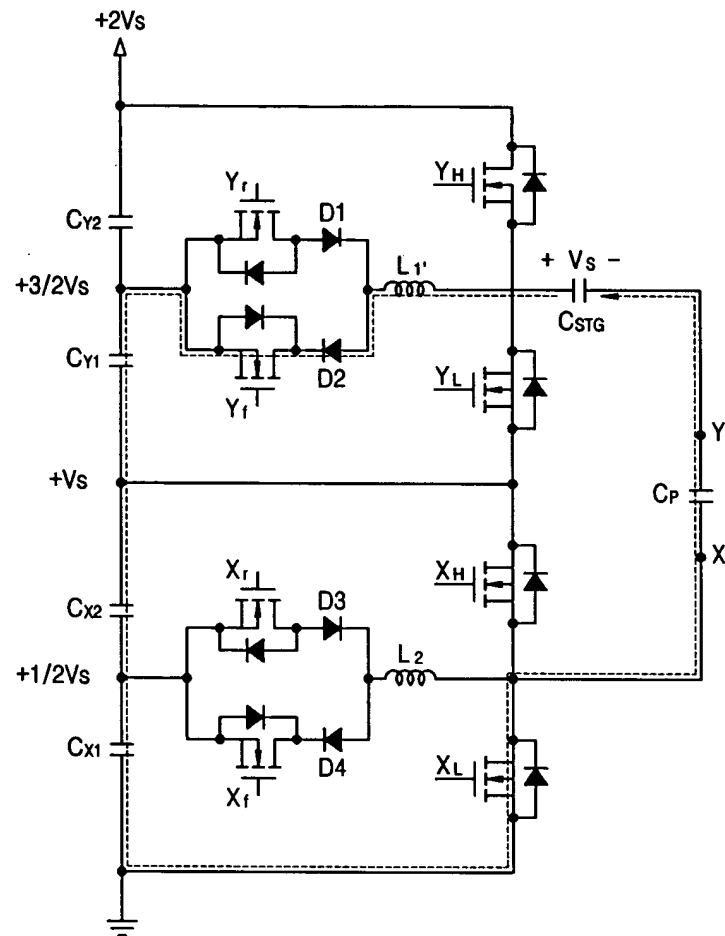 +2Vs
YH
Yr
D1
CY2
L1'
+ Vs -
+3/2Vs
CSTG
CY1
D2
YL
Yf
Y
+Vs
CP
X
XH
Xr
D3
CX2
L2
+1/2Vs
CX1
D4
XL
Xf